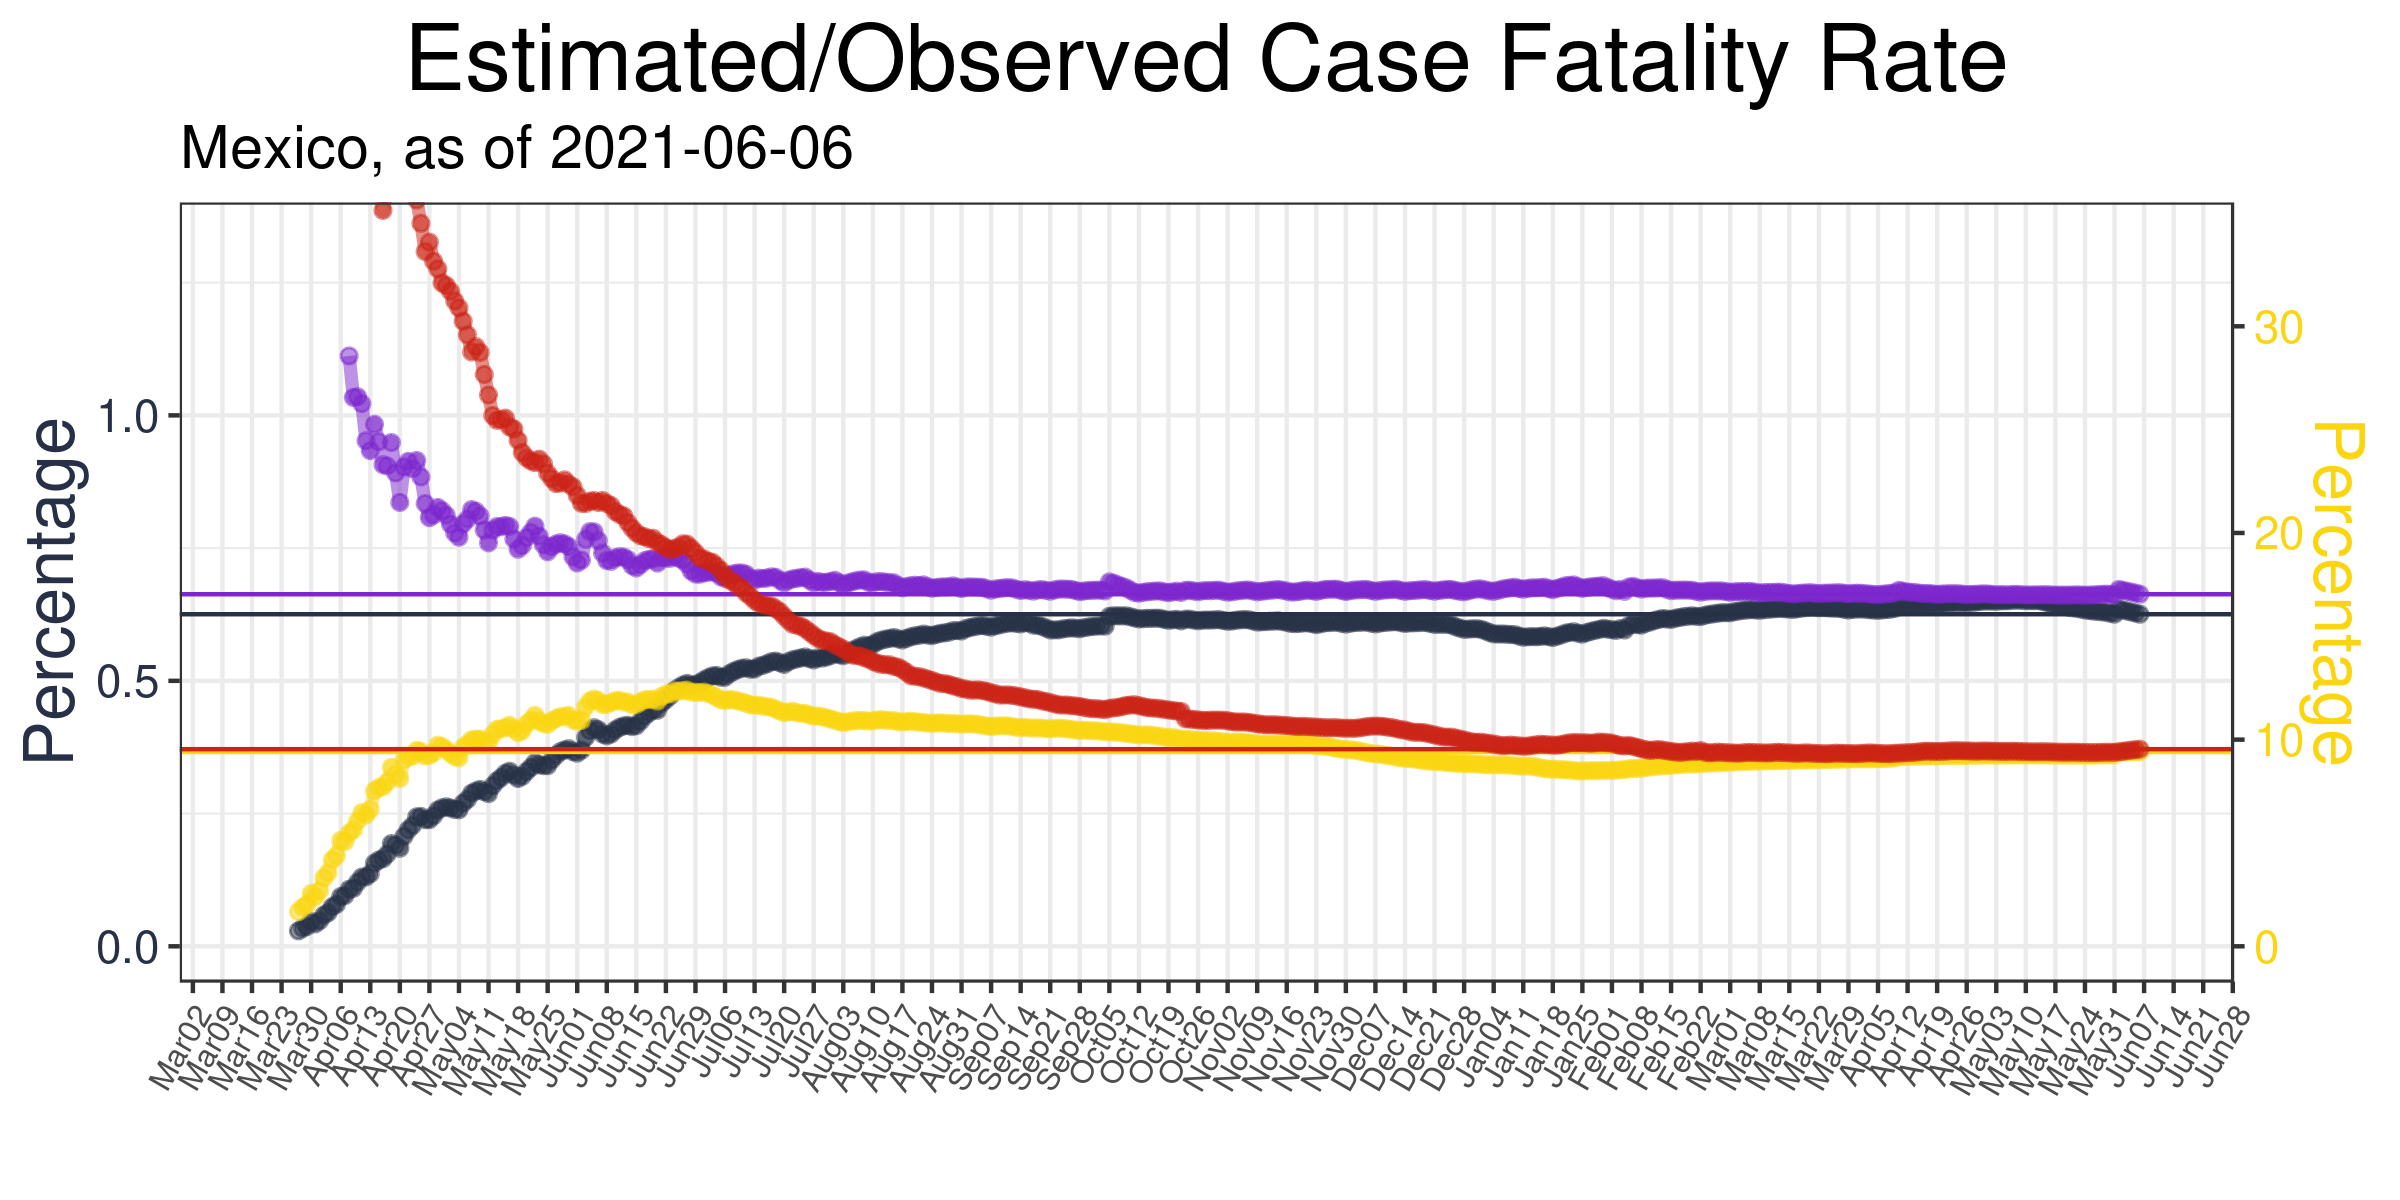 Estimated/Observed Case Fatality Rate
Mexico, as of 2021-06-06
Percentage
1.0
0.5
0.0
30
20
10
0
Percentage
Mar02
Mar09
Mar16
Mar23
Mar30
Apr06
Apr13
Apr20
Apr27
May04
May11
May18
May25
Jun01
Jun08
Jun15
Jun22
Jun29
Jul06
Jul13
Jul20
Jul27
Aug03
Aug10
Aug17
Aug24
Aug31
Sep07
Sep14
Sep21
Sep28
Oct05
Oct12
Oct19
Oct26
Nov02
Nov09
Nov16
Nov23
Nov30
Dec07
Dec14
Dec21
Dec28
Jan04
Jan11
Jan18
Jan25
Feb01
Feb08
Feb15
Feb22
Mar01
Mar08
Mar15
Mar22
Mar29
Apr05
Apr12
Apr19
Apr26
May03
May10
May17
May24
May31
Jun07
Jun14
Jun21
Jun28